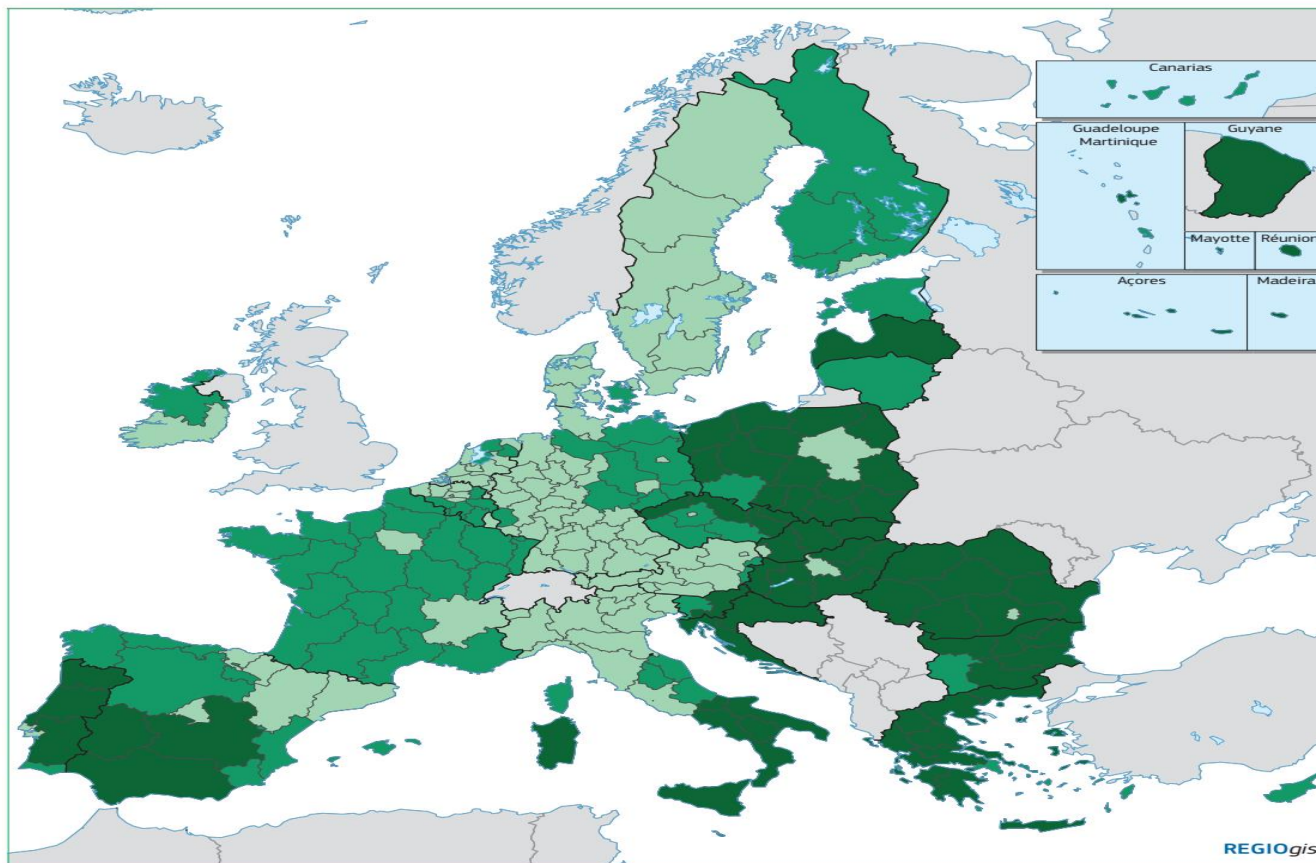 Canarias
Guadeloupe
Martinique
Guyane
Mayotte
Réunion
Açores
Madeira
REGIOgis